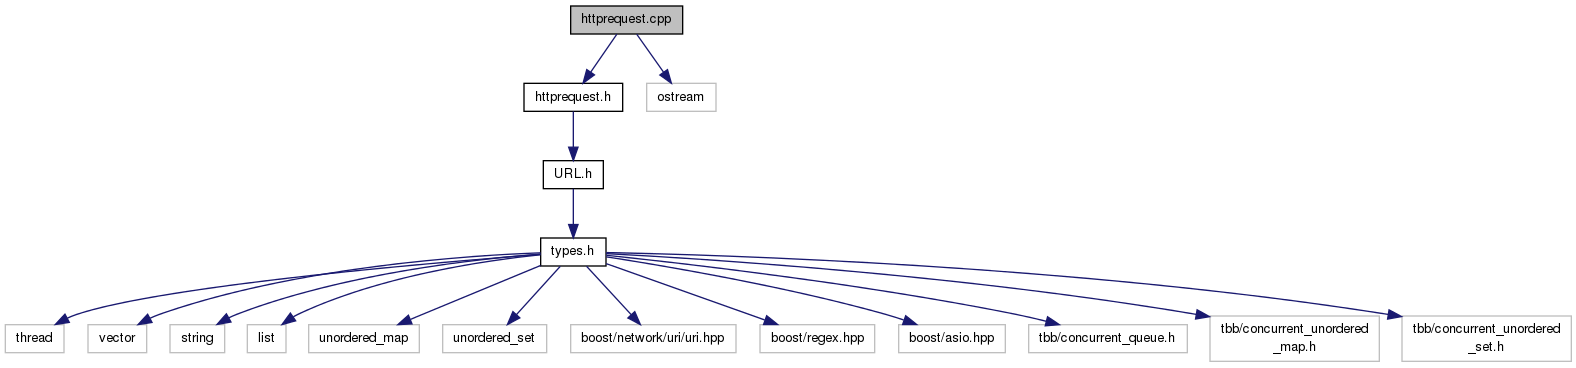 httprequest.cpp
httprequest.h
ostream
URL.h
types.h
thread
vector
string
list
unordered_map
unordered_set
boost/network/uri/uri.hpp
boost/regex.hpp
boost/asio.hpp
tbb/concurrent_queue.h
tbb/concurrent_unordered
_map.h
tbb/concurrent_unordered
_set.h